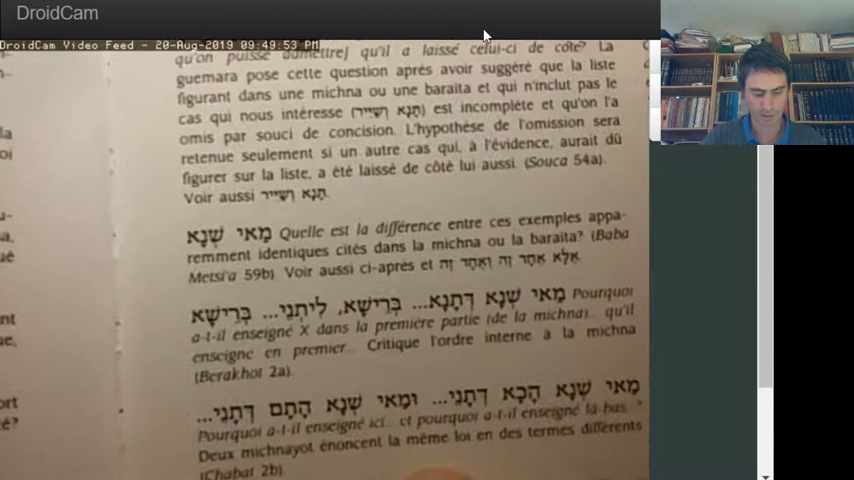 DroidCam
DroidCam Video Feed - 20-Aug-2019 09:49:53 PM
qu'on puisse admettre] qu'il a laissé celui-ci de côté? La
guemara pose cette question après avoir suggéré que la liste
figurant dans une michna ou une baraïta et qui n'inclut pas le
cas qui nous intéresse (תָּנָא וְשִׁיֵּיר) est incomplète et qu'on l'a
omis par souci de concision. L'hypothèse de l'omission sera
retenue seulement si un autre cas qui, à l'évidence, aurait dû
figurer sur la liste, a été laissé de côté lui aussi. (Souca 54a).
Voir aussi תָּנָא וְשִׁיֵּיר.
מַאי שְׁנָא Quelle est la différence entre ces exemples appa-
remment identiques cités dans la michna ou la baraïta? (Baba
Metsi'a 59b) Voir aussi ci-après et אֶלָּא אֶחָד זֶה וְאֶחָד זֶה
מַאי שְׁנָא דְּתָנָא... בְּרֵישָׁא, לִיתְנֵי... בְּרֵישָׁא Pourquoi
a-t-il enseigné X dans la première partie (de la michna)... qu'il
enseigne en premier... Critique l'ordre interne à la michna
(Berakhot 2a).
מַאי שְׁנָא הָכָא דְּתָנֵי... וּמַאי שְׁנָא הָתָם דְּתָנֵי...
Pourquoi a-t-il enseigné ici... et pourquoi a-t-il enseigné là-bas...?
Deux michnayot énoncent la même loi en des termes différents
(Chabat 2b)